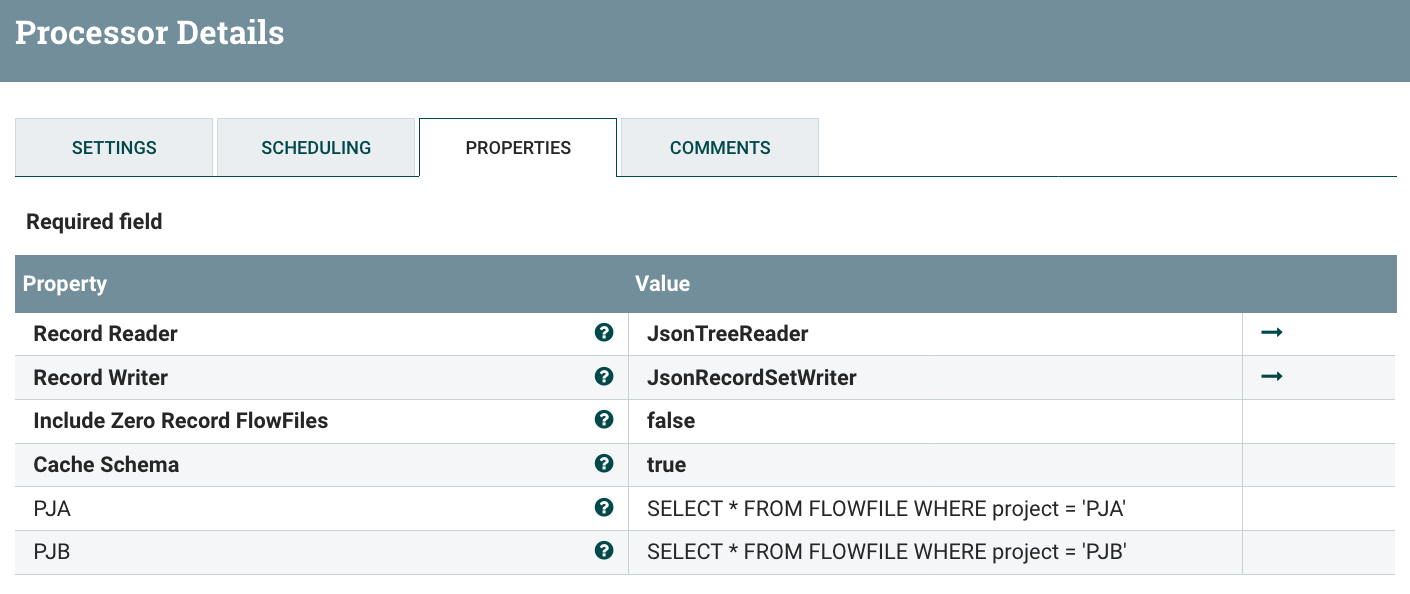 Processor Details
SETTINGS SCHEDULING PROPERTIES COMMENTS
Required field
Property Value
Record Reader ? JsonTreeReader
Record Writer ? JsonRecordSetWriter
Include Zero Record FlowFiles ? false
Cache Schema ? true
PJA ? SELECT * FROM FLOWFILE WHERE project = 'PJA'
PJB ? SELECT * FROM FLOWFILE WHERE project = 'PJB'